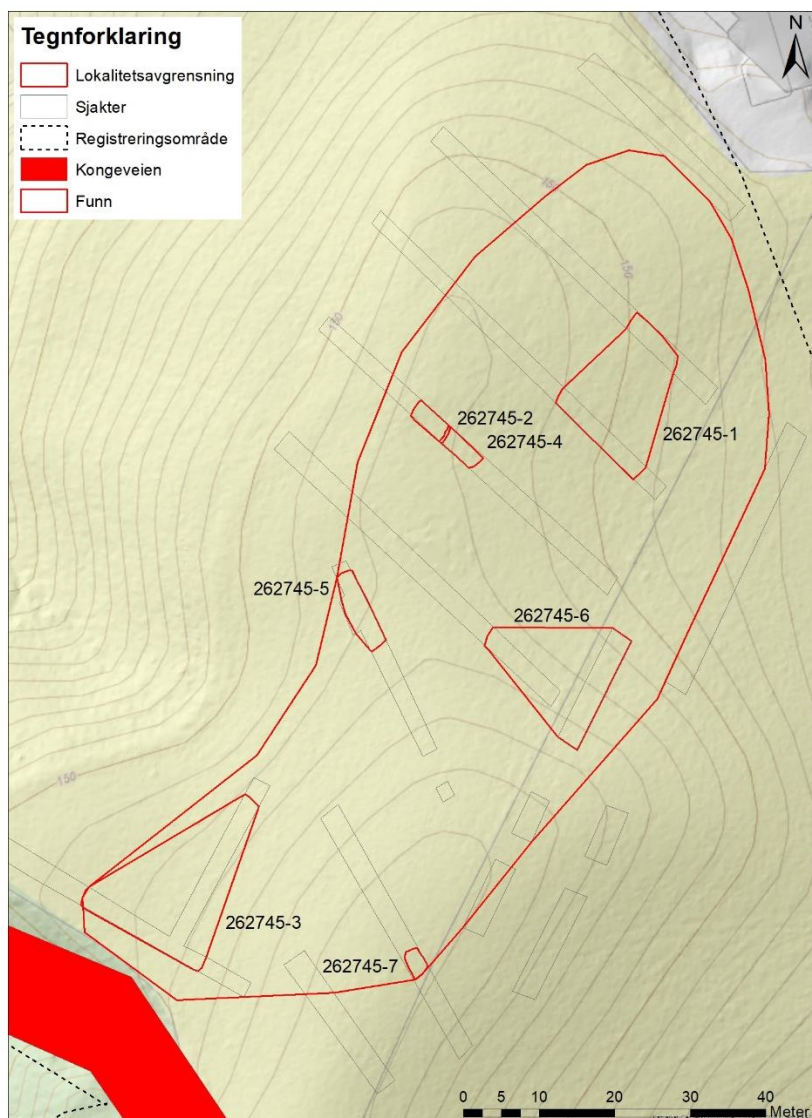 Tegnforklaring
Lokalitetsavgrensning
Sjakter
Registreringsområde
Kongeveien
Funn
N
150
150
150
262745-2
262745-4
262745-1
262745-5
262745-6
150
262745-3
262745-7
0 5 10 20 30 40
Meter